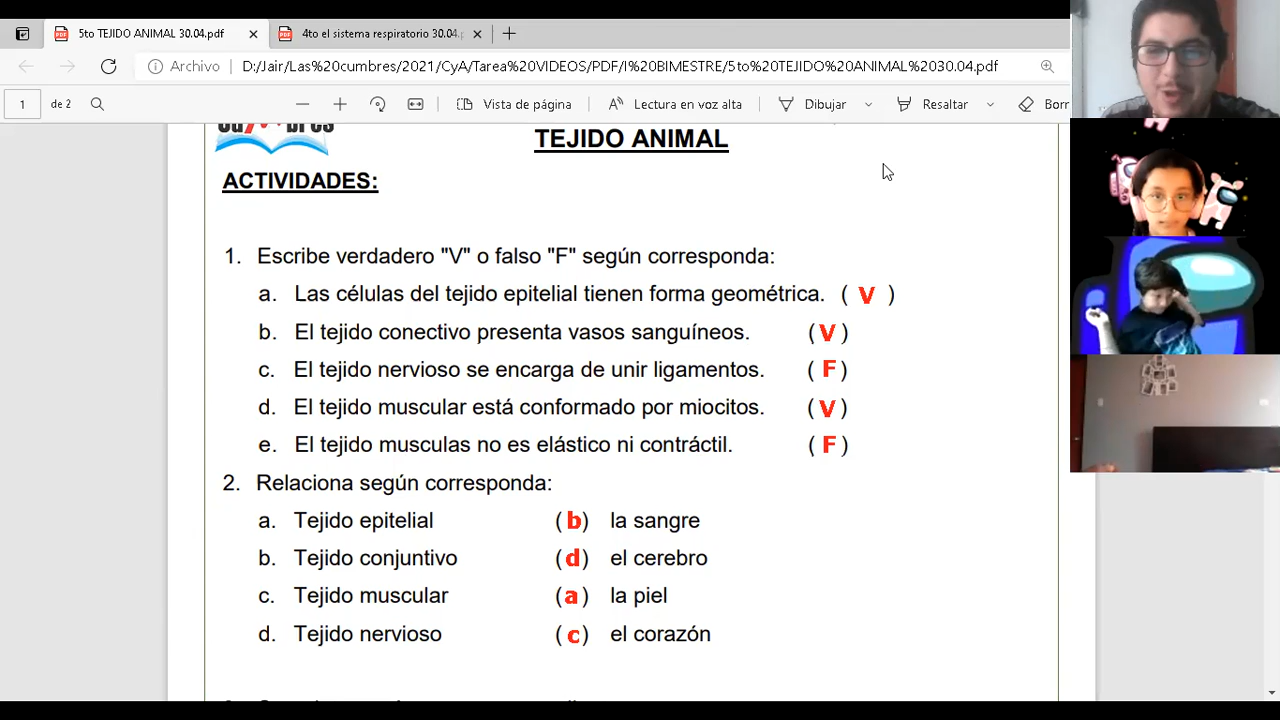 5to TEJIDO ANIMAL 30.04.pdf
4to el sistema respiratorio 30.04.
Archivo D:/Jair/Las%20cumbres/2021/CyA/Tarea%20VIDEOS/PDF/I%20BIMESTRE/5to%20TEJIDO%20ANIMAL%2030.04.pdf
1 de 2 Vista de página Lectura en voz alta Dibujar Resaltar Borr
TEJIDO ANIMAL
ACTIVIDADES:
1. Escribe verdadero "V" o falso "F" según corresponda:
a. Las células del tejido epitelial tienen forma geométrica. ( V )
b. El tejido conectivo presenta vasos sanguíneos. (V)
c. El tejido nervioso se encarga de unir ligamentos. ( F )
d. El tejido muscular está conformado por miocitos. (V)
e. El tejido musculas no es elástico ni contráctil. ( F )
2. Relaciona según corresponda:
a. Tejido epitelial (b) la sangre
b. Tejido conjuntivo (d) el cerebro
c. Tejido muscular (a) la piel
d. Tejido nervioso (c) el corazón